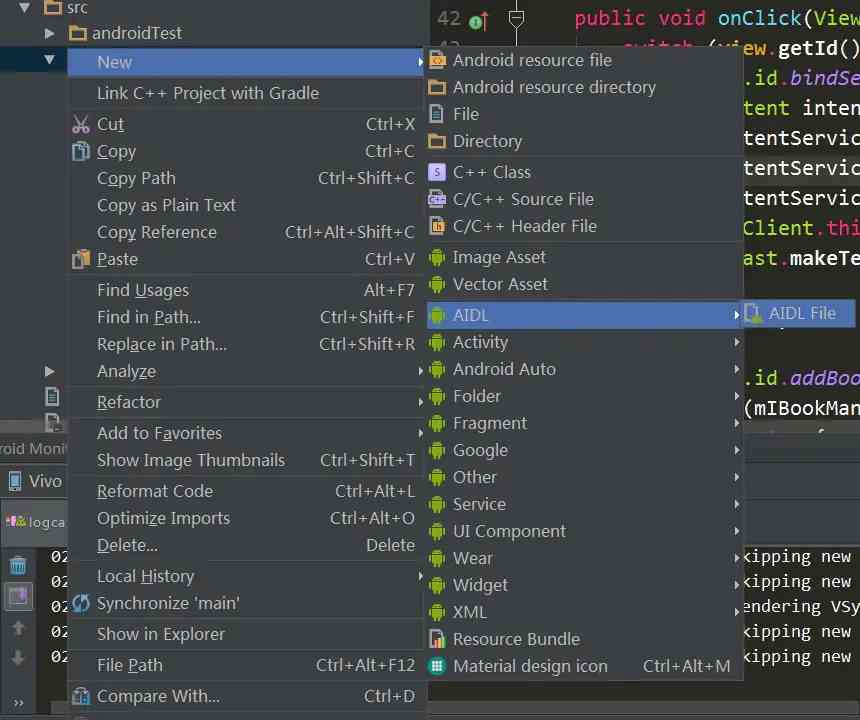 src
androidTest
New
Link C++ Project with Gradle
Cut Ctrl+X
Copy Ctrl+C
Copy Path Ctrl+Shift+C
Copy as Plain Text
Copy Reference Ctrl+Alt+Shift+C
Paste Ctrl+V
Find Usages Alt+F7
Find in Path... Ctrl+Shift+F
Replace in Path... Ctrl+Shift+R
Analyze
Refactor
Add to Favorites
Show Image Thumbnails Ctrl+Shift+T
Reformat Code Ctrl+Alt+L
Optimize Imports Ctrl+Alt+O
Delete... Delete
Local History
Synchronize 'main'
Show in Explorer
File Path Ctrl+Alt+F12
Compare With... Ctrl+D
Android resource file
Android resource directory
File
Directory
C++ Class
C/C++ Source File
C/C++ Header File
Image Asset
Vector Asset
AIDL
Activity
Android Auto
Folder
Fragment
Google
Other
Service
UI Component
Wear
Widget
XML
Resource Bundle
Material design icon Ctrl+Alt+M
AIDL File
42 public void onClick(View
switch (view.getId()
.id.bindSe
tent inten
tentServic
tentServic
tentServic
Client.thi
ast.makeTe
.id.addBoo
(mIBookMan
roid Moni
Vivo
logca
02 kipping new
02 kipping new
02 endering VSy
02 kipping new
02 kipping new